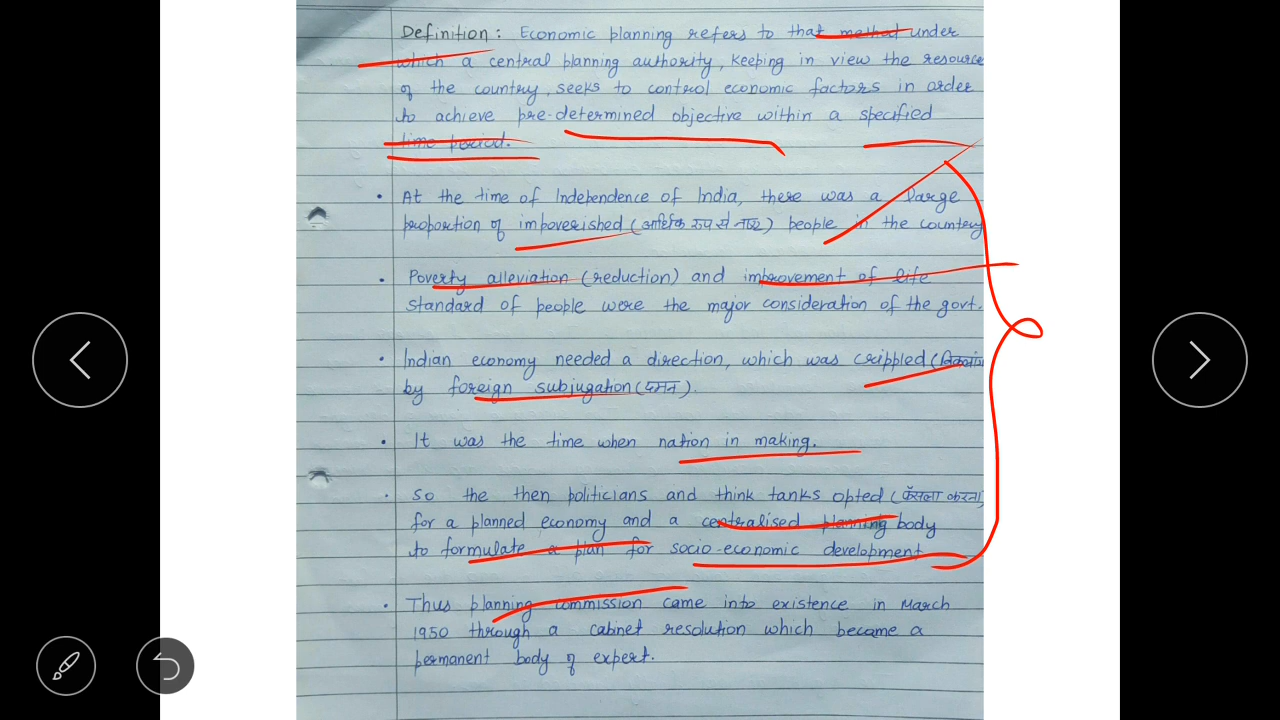 Definition: Economic planning refers to that method under
which a central planning authority, keeping in view the resource
of the country, seeks to control economic factors in order
to achieve pre-determined objective within a specified
time period.
• At the time of Independence of India, there was a large
proportion of impoverished (आर्थिक रूप से नष्ट) people in the country
• Poverty alleviation (reduction) and improvement of life
standard of people were the major consideration of the govt.
• Indian economy needed a direction, which was crippled (विकलांग
by foreign subjugation (दमन).
• It was the time when nation in making.
• So the then politicians and think tanks opted (फैसला करना)
for a planned economy and a centralised planning body
to formulate a plan for socio-economic development
• Thus planning commission came into existence in March
1950 through a cabinet resolution which became a
permanent body of expert.